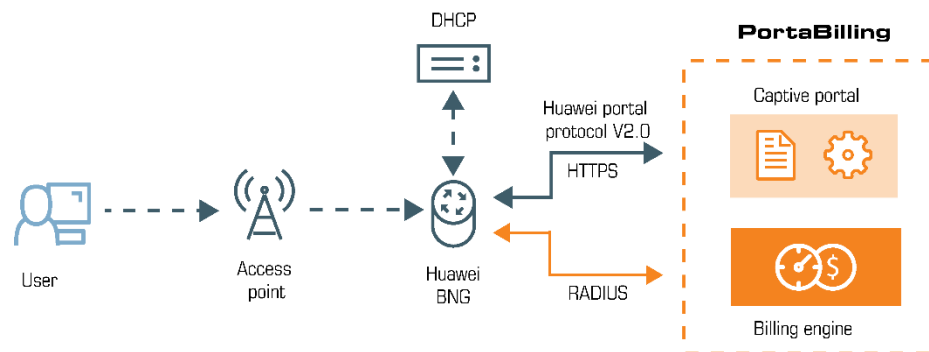 DHCP
PortaBilling
Captive portal
Huawei portal
protocol V2.0
HTTPS
User
Access
point
Huawei
BNG
RADIUS
$
Billing engine